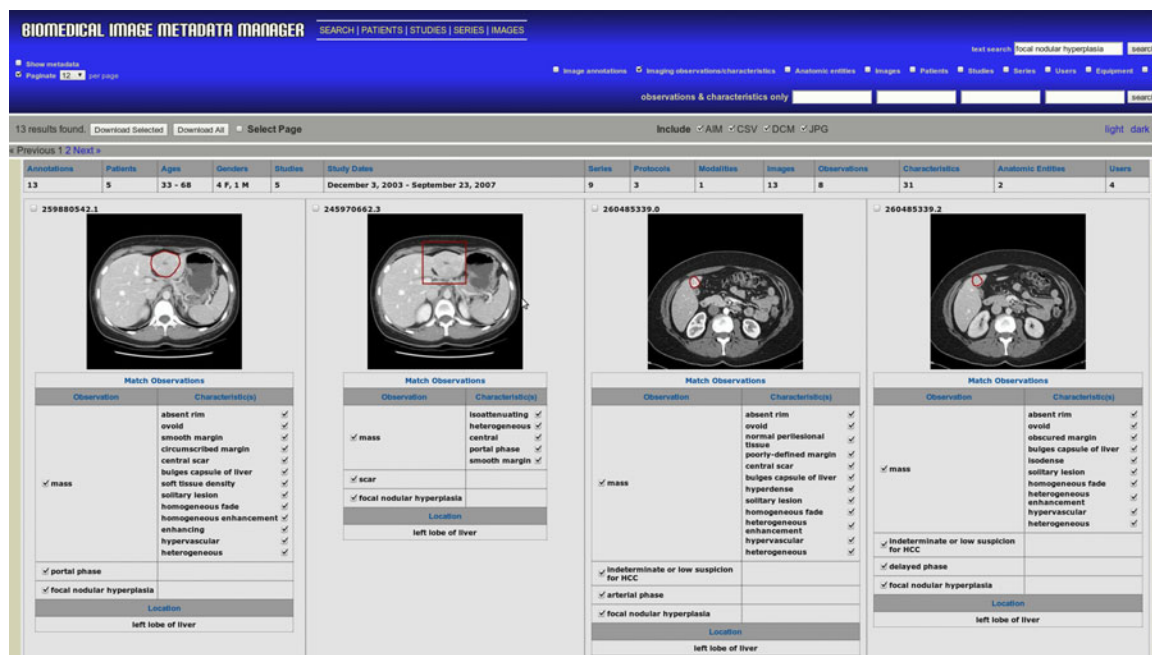 BIOMEDICAL IMAGE METADATA MANAGER
SEARCH | PATIENTS | STUDIES | SERIES | IMAGES
text search focal nodular hyperplasia search
Show metadata
Paginate 12 per page
Image annotations Imaging observations/characteristics Anatomic entities Images Patients Studies Series Users Equipment
observations & characteristics only
13 results found. Download Selected Download All Select Page Include AIM CSV DCM JPG light dark
« Previous 1 2 Next »
Annotations Patients Ages Genders Studies Study Dates Series Protocols Modalities Images Observations Characteristics Anatomic Entities Users
13 5 33 - 68 4 F, 1 M 5 December 3, 2003 - September 23, 2007 9 3 1 13 8 31 2 4
259880542.1
Match Observations
Observation Characteristic(s)
mass
absent rim
ovoid
smooth margin
circumscribed margin
central scar
bulges capsule of liver
soft tissue density
solitary lesion
homogeneous fade
homogeneous enhancement
enhancing
hypervascular
heterogeneous
portal phase
focal nodular hyperplasia
Location
left lobe of liver
245970662.3
Match Observations
Observation Characteristic(s)
mass
isoattenuating
heterogeneous
central
portal phase
smooth margin
scar
focal nodular hyperplasia
Location
left lobe of liver
260485339.0
Match Observations
Observation Characteristic(s)
mass
absent rim
ovoid
normal perilesional
tissue
poorly-defined margin
central scar
bulges capsule of liver
hyperdense
solitary lesion
homogeneous fade
heterogeneous
enhancement
hypervascular
heterogeneous
indeterminate or low suspicion
for HCC
arterial phase
focal nodular hyperplasia
Location
left lobe of liver
260485339.2
Match Observations
Observation Characteristic(s)
mass
absent rim
ovoid
obscured margin
bulges capsule of liver
isodense
solitary lesion
homogeneous fade
heterogeneous
enhancement
hypervascular
heterogeneous
indeterminate or low suspicion
for HCC
delayed phase
focal nodular hyperplasia
Location
left lobe of liver